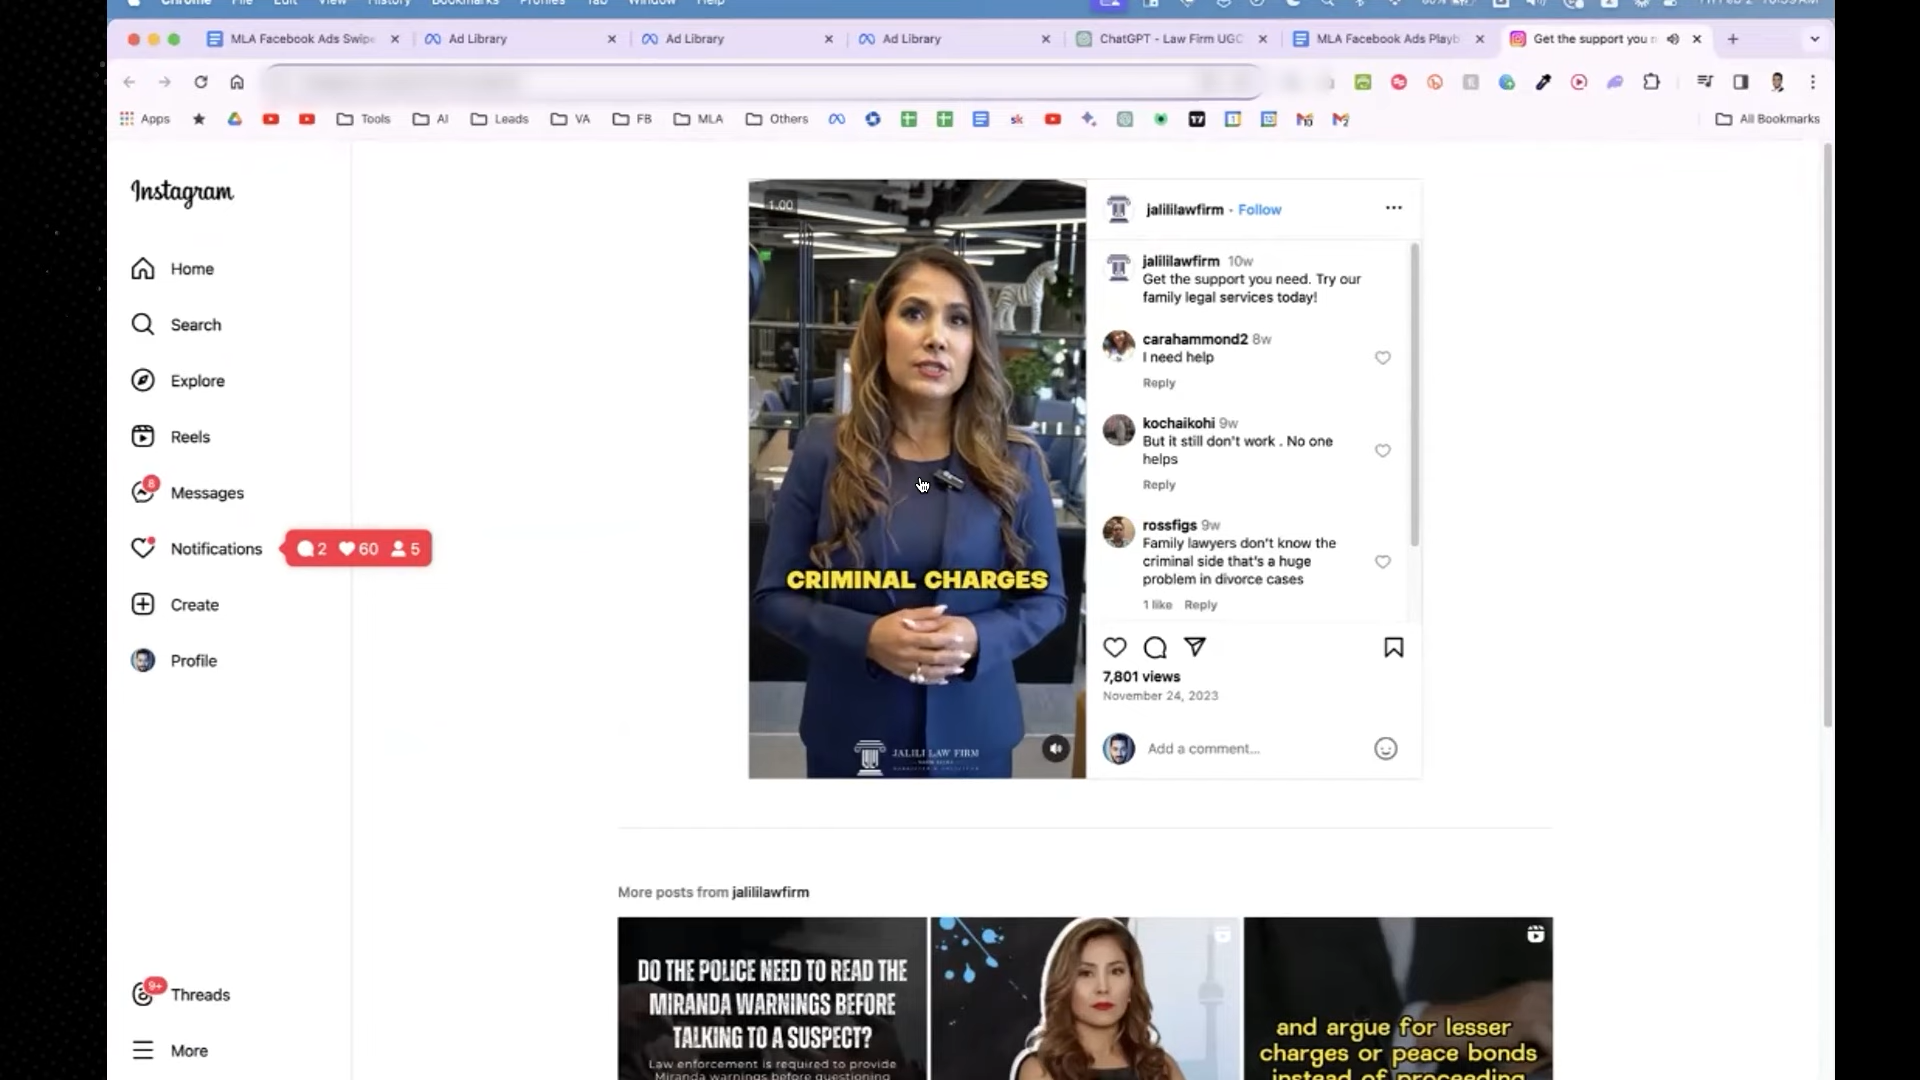 Chrome File Edit View History Bookmarks Profiles Tab Window Help
MLA Facebook Ads Swipe
Ad Library
Ad Library
Ad Library
ChatGPT - Law Firm UGC
MLA Facebook Ads Playb
Get the support you n
Apps
Tools
AI
Leads
VA
FB
MLA
Others
sk
17
All Bookmarks
Instagram
Home
Search
Explore
Reels
8
Messages
Notifications
2 60 5
Create
Profile
9+
Threads
More
1.00
CRIMINAL CHARGES
JALILI LAW FIRM
jalililawfirm · Follow
jalililawfirm 10w
Get the support you need. Try our
family legal services today!
carahammond2 8w
I need help
Reply
kochaikohi 9w
But it still don't work . No one
helps
Reply
rossfigs 9w
Family lawyers don't know the
criminal side that's a huge
problem in divorce cases
1 like Reply
7,801 views
November 24, 2023
Add a comment...
More posts from jalililawfirm
DO THE POLICE NEED TO READ THE
MIRANDA WARNINGS BEFORE
TALKING TO A SUSPECT?
Law enforcement is required to provide
Miranda warnings before questioning
and argue for lesser
charges or peace bonds
instead of proceeding